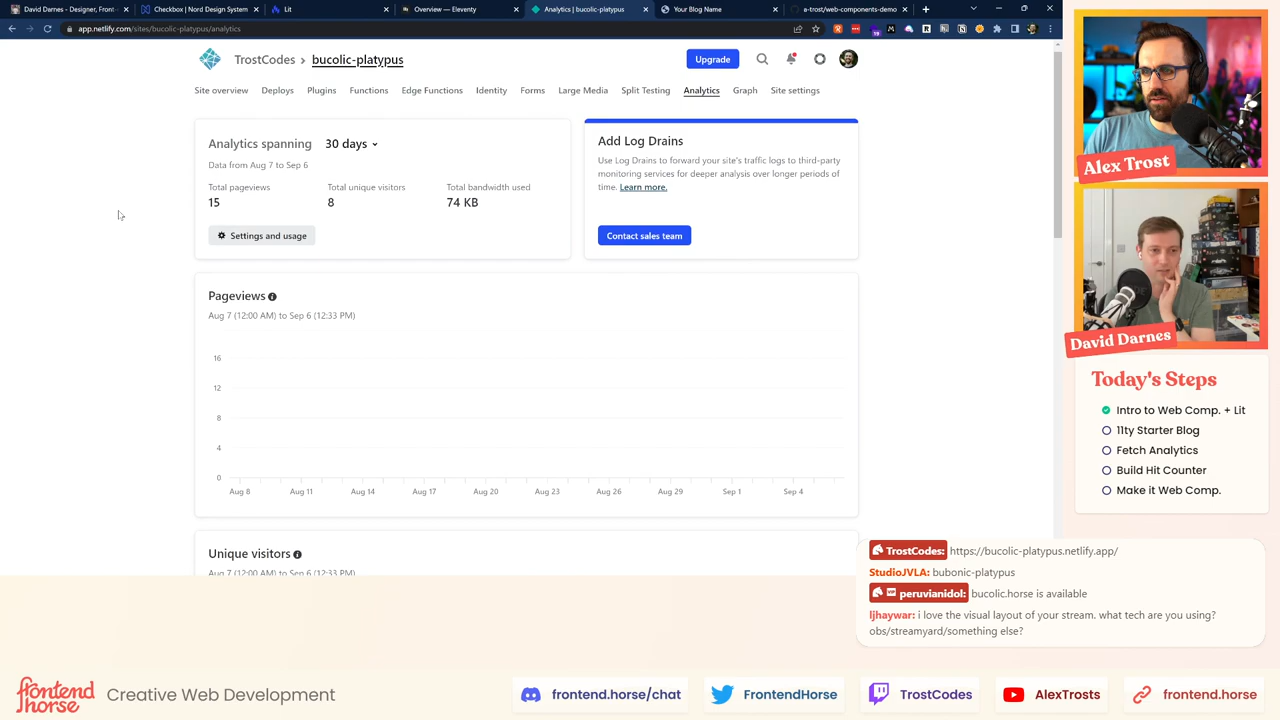 David Darnes - Designer, Front-
Checkbox | Nord Design System
Lit
Overview — Eleventy
Analytics | bucolic-platypus
Your Blog Name
a-trost/web-components-demo
app.netlify.com/sites/bucolic-platypus/analytics
TrostCodes › bucolic-platypus
Upgrade
Site overview
Deploys
Plugins
Functions
Edge Functions
Identity
Forms
Large Media
Split Testing
Analytics
Graph
Site settings
Analytics spanning 30 days
Data from Aug 7 to Sep 6
Total pageviews
15
Total unique visitors
8
Total bandwidth used
74 KB
Settings and usage
Add Log Drains
Use Log Drains to forward your site's traffic logs to third-party
monitoring services for deeper analysis over longer periods of
time. Learn more.
Contact sales team
Pageviews
Aug 7 (12:00 AM) to Sep 6 (12:33 PM)
16
12
8
4
0
Aug 8
Aug 11
Aug 14
Aug 17
Aug 20
Aug 23
Aug 26
Aug 29
Sep 1
Sep 4
Unique visitors
Aug 7 (12:00 AM) to Sep 6 (12:33 PM)
Alex Trost
David Darnes
Today's Steps
Intro to Web Comp. + Lit
11ty Starter Blog
Fetch Analytics
Build Hit Counter
Make it Web Comp.
TrostCodes: https://bucolic-platypus.netlify.app/
StudioJVLA: bubonic-platypus
peruvianidol: bucolic.horse is available
ljhaywar: i love the visual layout of your stream. what tech are you using?
obs/streamyard/something else?
frontend
horse
Creative Web Development
frontend.horse/chat
FrontendHorse
TrostCodes
AlexTrosts
frontend.horse